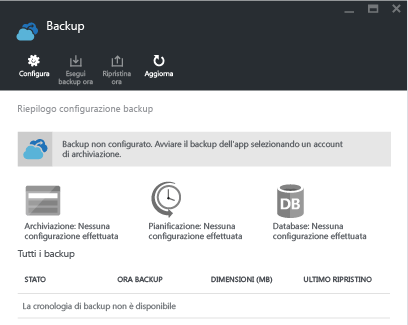 Backup
Configura
Esegui
backup ora
Ripristina
ora
Aggiorna
Riepilogo configurazione backup
Backup non configurato. Avviare il backup dell'app selezionando un account
di archiviazione.
DB
Archiviazione: Nessuna
configurazione effettuata
Pianificazione: Nessuna
configurazione effettuata
Database: Nessuna
configurazione effettuata
Tutti i backup
STATO ORA BACKUP DIMENSIONI (MB) ULTIMO RIPRISTINO
La cronologia di backup non è disponibile